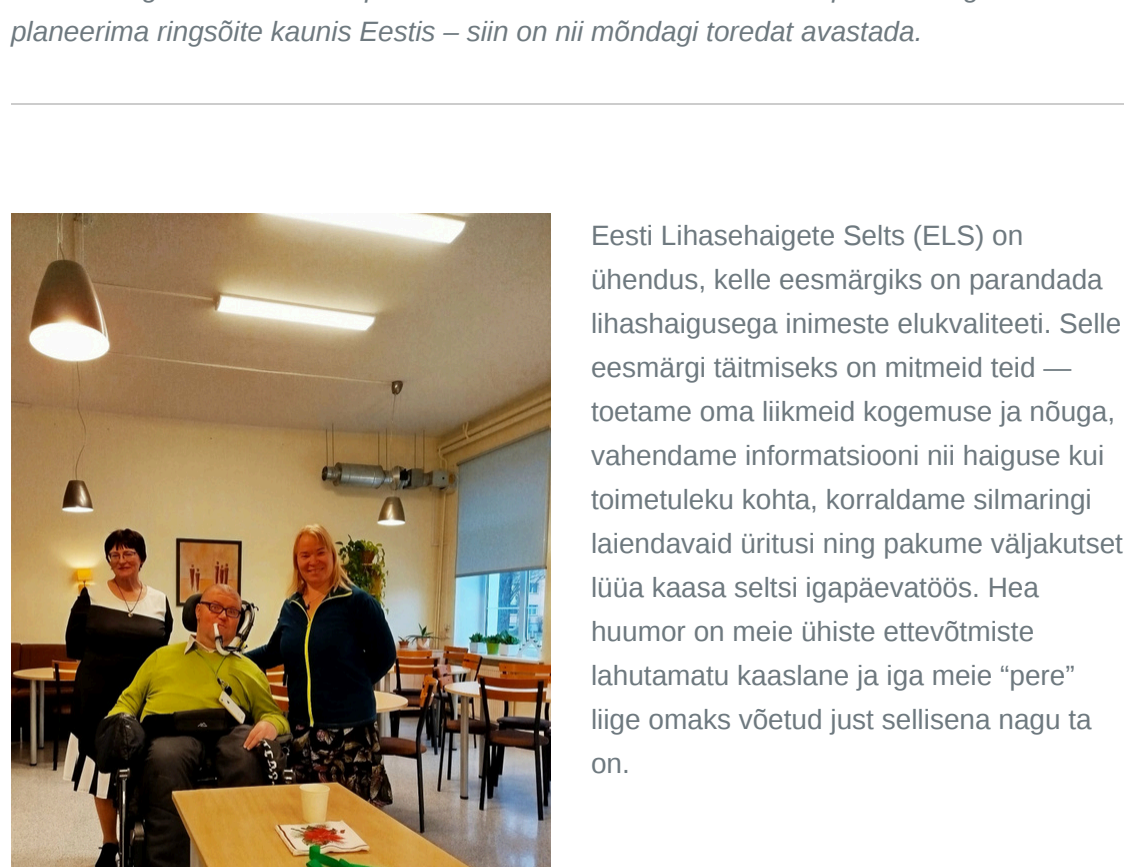 planeerima ringsõite kaunis Eestis – siin on nii mõndagi toredat avastada.
Eesti Lihasehaigete Selts (ELS) on
ühendus, kelle eesmärgiks on parandada
lihashaigusega inimeste elukvaliteeti. Selle
eesmärgi täitmiseks on mitmeid teid —
toetame oma liikmeid kogemuse ja nõuga,
vahendame informatsiooni nii haiguse kui
toimetuleku kohta, korraldame silmaringi
laiendavaid üritusi ning pakume väljakutset
lüüa kaasa seltsi igapäevatöös. Hea
huumor on meie ühiste ettevõtmiste
lahutamatu kaaslane ja iga meie “pere”
liige omaks võetud just sellisena nagu ta
on.